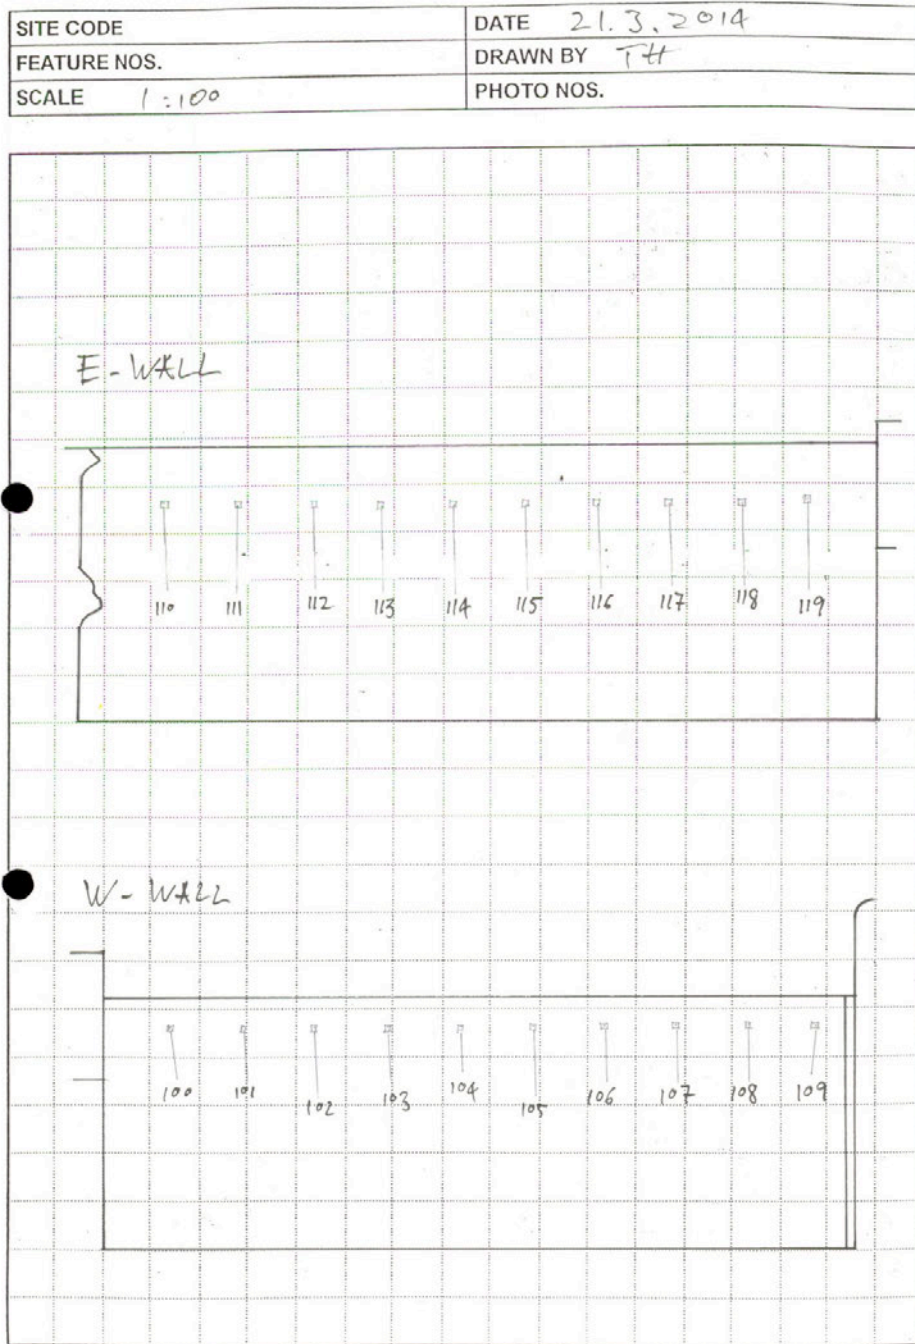 SITE CODE
DATE 21.3.2014
FEATURE NOS.
DRAWN BY TH
SCALE 1:100
PHOTO NOS.
E-WALL
110 111 112 113 114 115 116 117 118 119
W-WALL
100 101 102 103 104 105 106 107 108 109